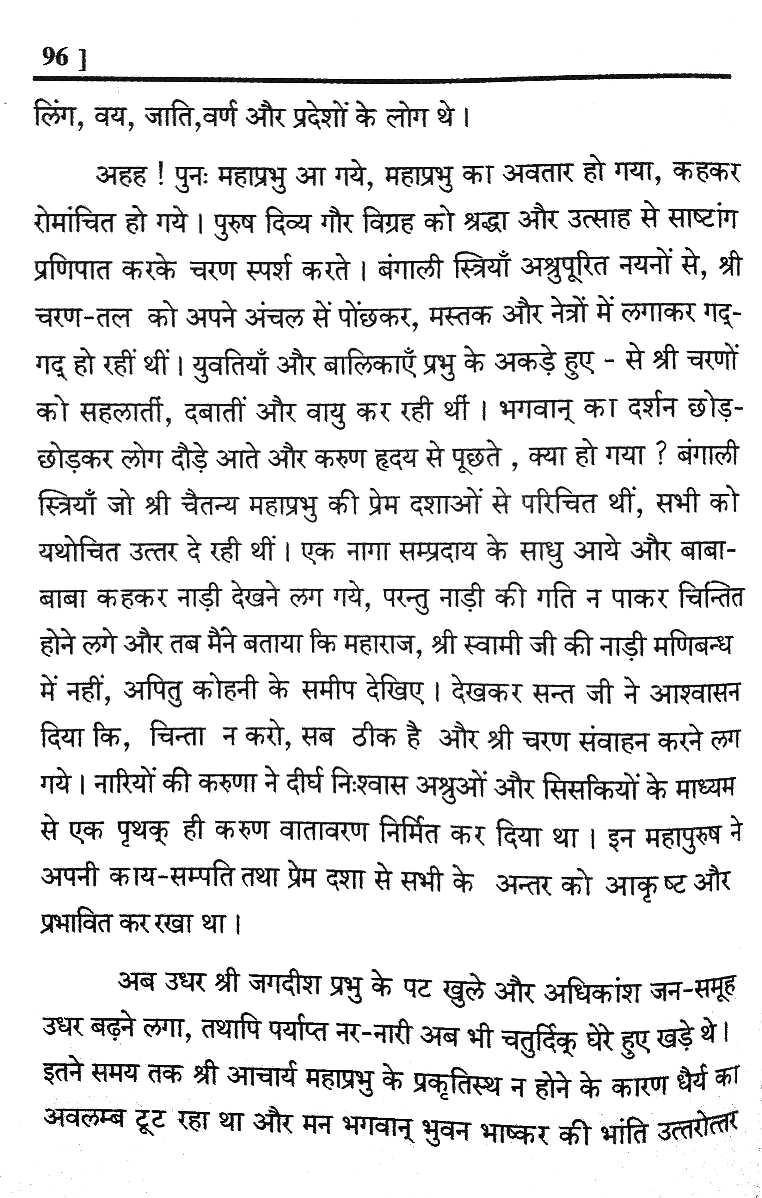 96 ]
लिंग, वय, जाति,वर्ण और प्रदेशों के लोग थे।
अहह ! पुनः महाप्रभु आ गये, महाप्रभु का अवतार हो गया, कहकर
रोमांचित हो गये। पुरुष दिव्य गौर विग्रह को श्रद्धा और उत्साह से साष्टांग
प्रणिपात करके चरण स्पर्श करते। बंगाली स्त्रियाँ अश्रुपूरित नयनों से, श्री
चरण-तल को अपने अंचल सें पोंछकर, मस्तक और नेत्रों में लगाकर गद्-
गद् हो रहीं थीं। युवतियाँ और बालिकाएँ प्रभु के अकड़े हुए - से श्री चरणों
को सहलातीं, दबातीं और वायु कर रही थीं। भगवान् का दर्शन छोड़-
छोड़कर लोग दौड़े आते और करुण हृदय से पूछते , क्या हो गया ? बंगाली
स्त्रियाँ जो श्री चैतन्य महाप्रभु की प्रेम दशाओं से परिचित थीं, सभी को
यथोचित उत्तर दे रही थीं। एक नागा सम्प्रदाय के साधु आये और बाबा-
बाबा कहकर नाड़ी देखने लग गये, परन्तु नाड़ी की गति न पाकर चिन्तित
होने लगे और तब मैंने बताया कि महाराज, श्री स्वामी जी की नाड़ी मणिबन्ध
में नहीं, अपितु कोहनी के समीप देखिए। देखकर सन्त जी ने आश्वासन
दिया कि, चिन्ता न करो, सब ठीक है और श्री चरण संवाहन करने लग
गये। नारियों की करुणा ने दीर्घ निःश्वास अश्रुओं और सिसकियों के माध्यम
से एक पृथक् ही करुण वातावरण निर्मित कर दिया था। इन महापुरुष ने
अपनी काय-सम्पति तथा प्रेम दशा से सभी के अन्तर को आकृष्ट और
प्रभावित कर रखा था।
अब उधर श्री जगदीश प्रभु के पट खुले और अधिकांश जन-समूह
उधर बढ़ने लगा, तथापि पर्याप्त नर-नारी अब भी चतुर्दिक् घेरे हुए खड़े थे।
इतने समय तक श्री आचार्य महाप्रभु के प्रकृतिस्थ न होने के कारण धैर्य का
अवलम्ब टूट रहा था और मन भगवान् भुवन भाष्कर की भांति उत्तरोत्तर